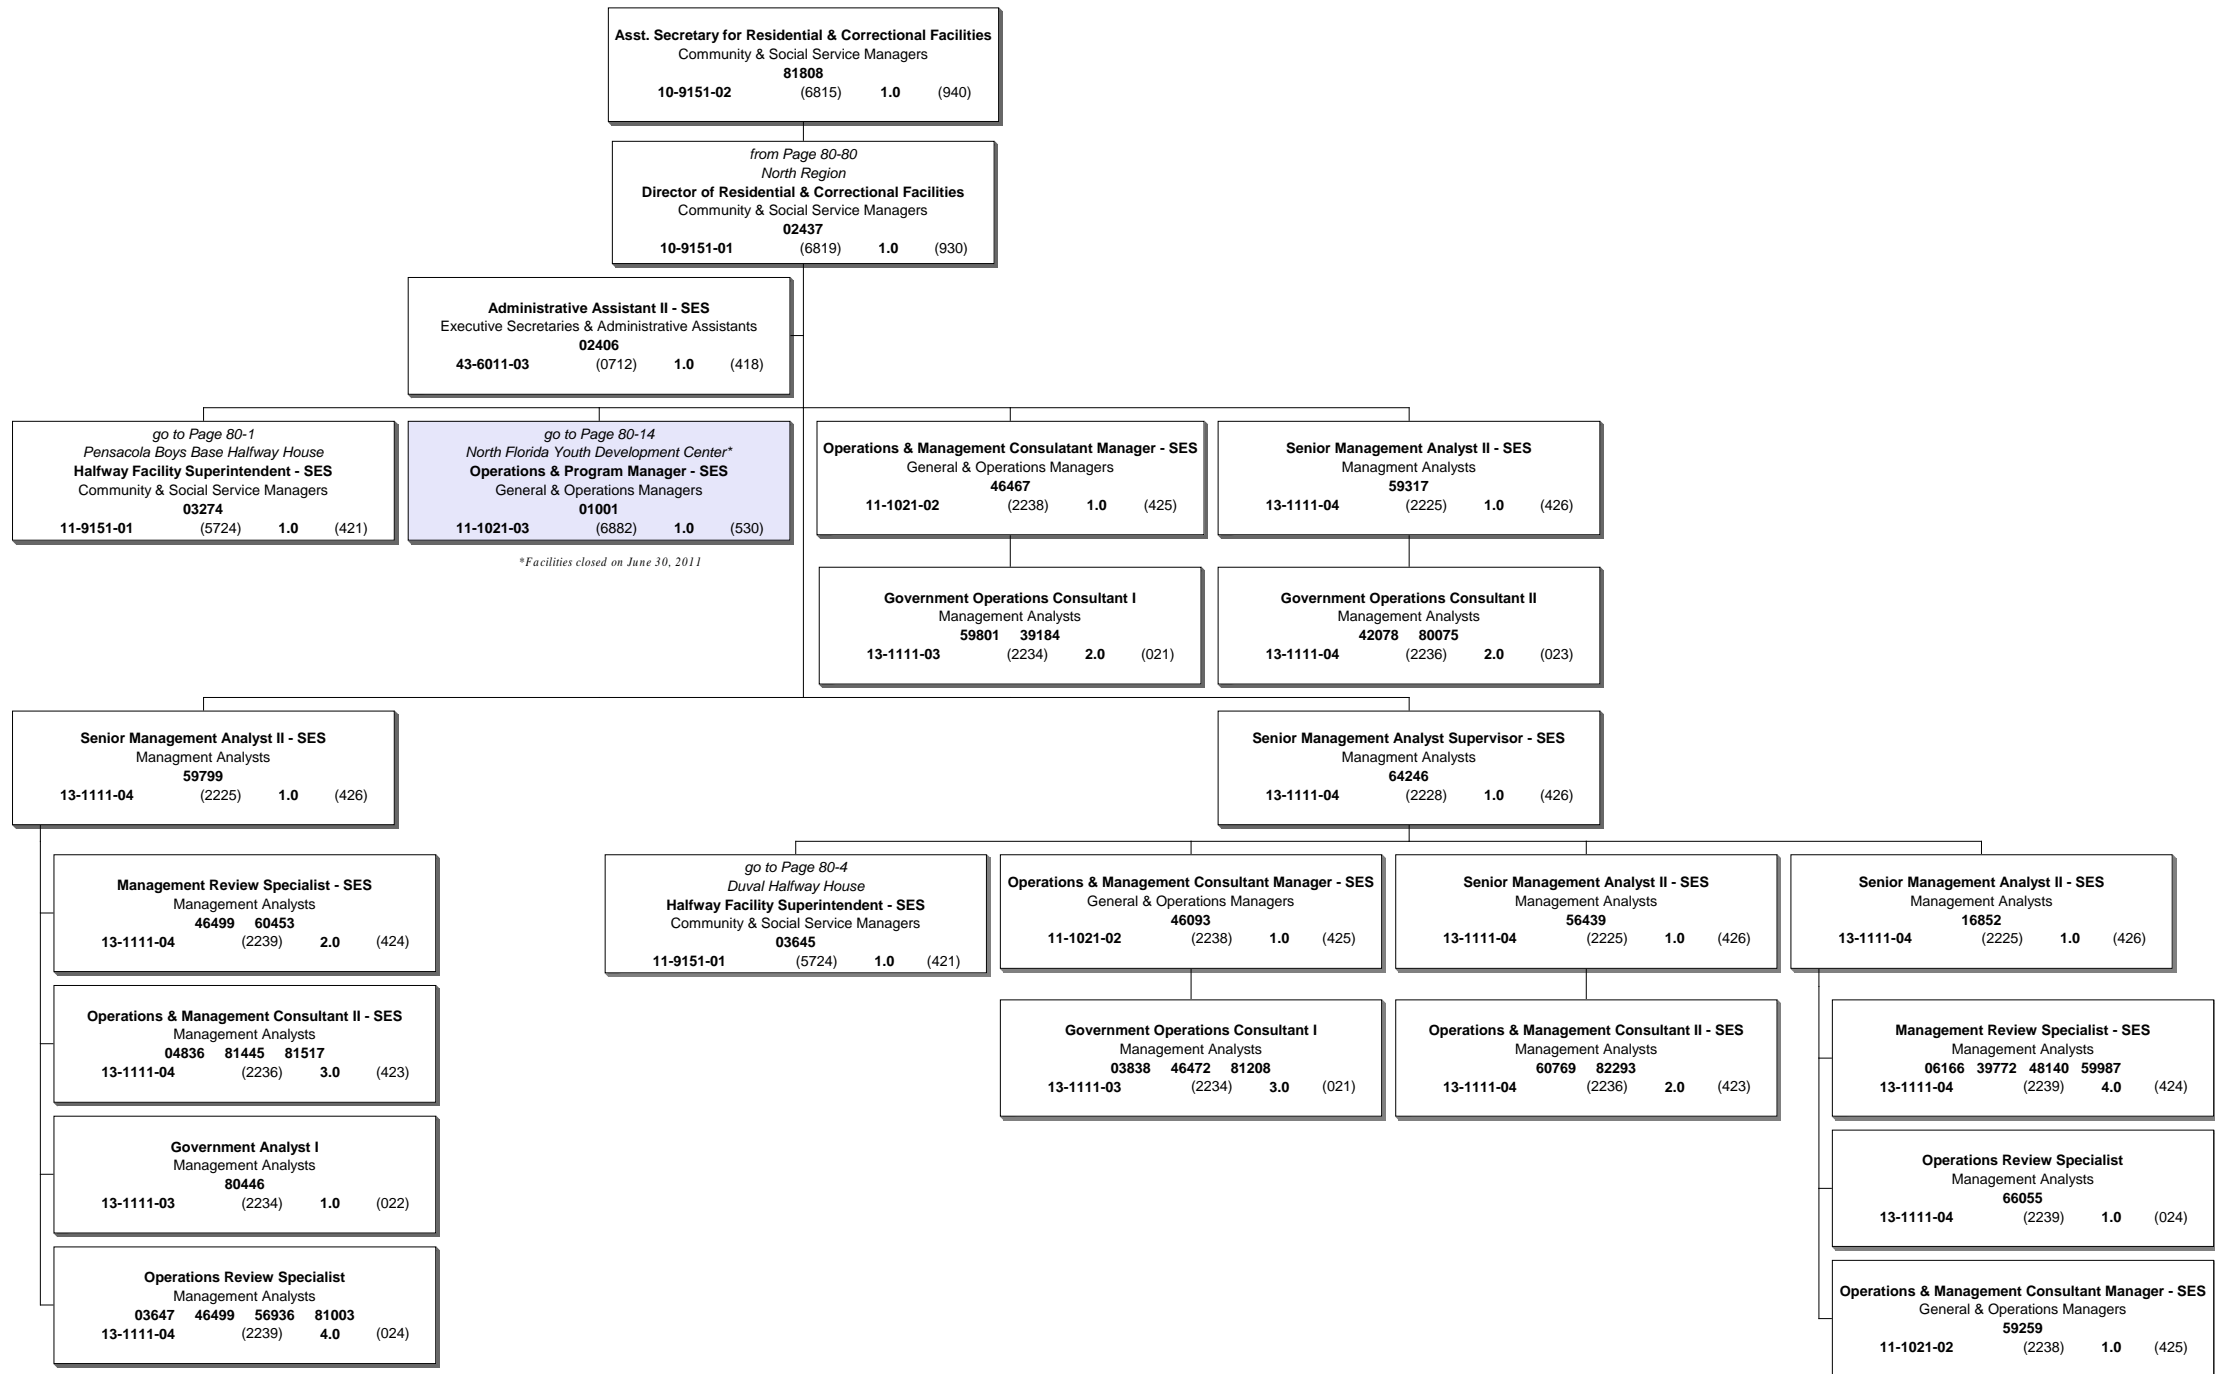 Asst. Secretary for Residential & Correctional Facilities
Community & Social Service Managers
81808
10-9151-02 (6815) 1.0 (940)
from Page 80-80
North Region
Director of Residential & Correctional Facilities
Community & Social Service Managers
02437
10-9151-01 (6819) 1.0 (930)
Administrative Assistant II - SES
Executive Secretaries & Administrative Assistants
02406
43-6011-03 (0712) 1.0 (418)
go to Page 80-1
Pensacola Boys Base Halfway House
Halfway Facility Superintendent - SES
Community & Social Service Managers
03274
11-9151-01 (5724) 1.0 (421)
go to Page 80-14
North Florida Youth Development Center*
Operations & Program Manager - SES
General & Operations Managers
01001
11-1021-03 (6882) 1.0 (530)
*Facilities closed on June 30, 2011
Operations & Management Consulatant Manager - SES
General & Operations Managers
46467
11-1021-02 (2238) 1.0 (425)
Senior Management Analyst II - SES
Managment Analysts
59317
13-1111-04 (2225) 1.0 (426)
Government Operations Consultant I
Management Analysts
59801 39184
13-1111-03 (2234) 2.0 (021)
Government Operations Consultant II
Management Analysts
42078 80075
13-1111-04 (2236) 2.0 (023)
Senior Management Analyst II - SES
Managment Analysts
59799
13-1111-04 (2225) 1.0 (426)
Senior Management Analyst Supervisor - SES
Managment Analysts
64246
13-1111-04 (2228) 1.0 (426)
Management Review Specialist - SES
Management Analysts
46499 60453
13-1111-04 (2239) 2.0 (424)
Operations & Management Consultant II - SES
Management Analysts
04836 81445 81517
13-1111-04 (2236) 3.0 (423)
Government Analyst I
Management Analysts
80446
13-1111-03 (2234) 1.0 (022)
Operations Review Specialist
Management Analysts
03647 46499 56936 81003
13-1111-04 (2239) 4.0 (024)
go to Page 80-4
Duval Halfway House
Halfway Facility Superintendent - SES
Community & Social Service Managers
03645
11-9151-01 (5724) 1.0 (421)
Operations & Management Consultant Manager - SES
General & Operations Managers
46093
11-1021-02 (2238) 1.0 (425)
Senior Management Analyst II - SES
Management Analysts
56439
13-1111-04 (2225) 1.0 (426)
Senior Management Analyst II - SES
Management Analysts
16852
13-1111-04 (2225) 1.0 (426)
Government Operations Consultant I
Management Analysts
03838 46472 81208
13-1111-03 (2234) 3.0 (021)
Operations & Management Consultant II - SES
Management Analysts
60769 82293
13-1111-04 (2236) 2.0 (423)
Management Review Specialist - SES
Management Analysts
06166 39772 48140 59987
13-1111-04 (2239) 4.0 (424)
Operations Review Specialist
Management Analysts
66055
13-1111-04 (2239) 1.0 (024)
Operations & Management Consultant Manager - SES
General & Operations Managers
59259
11-1021-02 (2238) 1.0 (425)